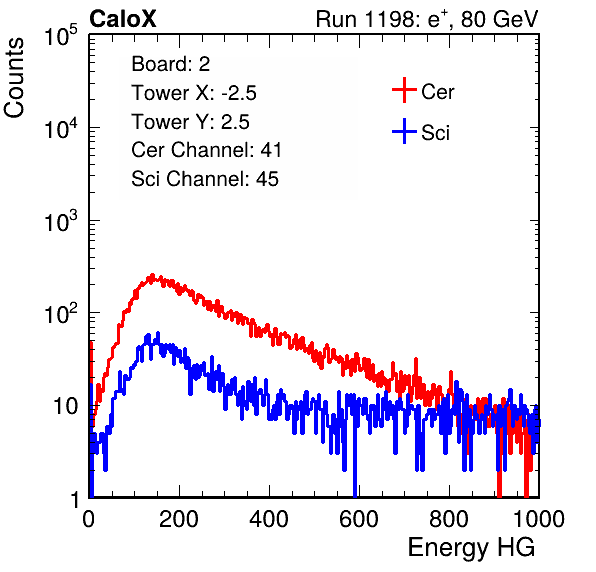 CaloX Run 1198: e⁺, 80 GeV
Counts
10⁵
10⁴
10³
10²
10
1
Board: 2
Tower X: -2.5
Tower Y: 2.5
Cer Channel: 41
Sci Channel: 45
Cer
Sci
0 200 400 600 800 1000
Energy HG